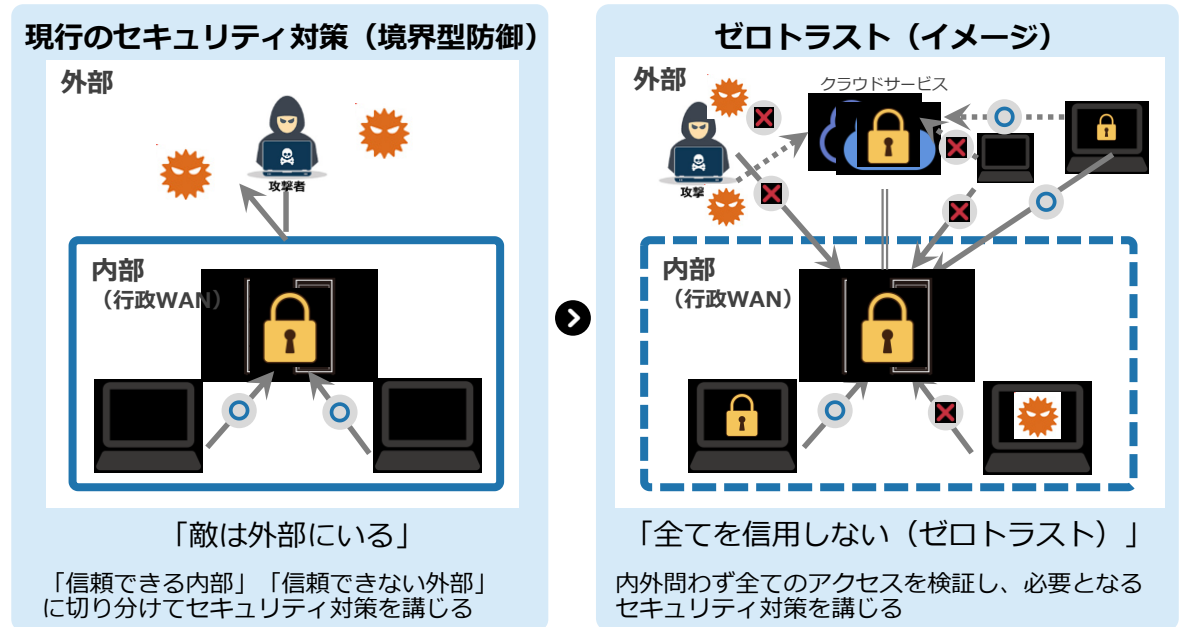 現行のセキュリティ対策（境界型防御）
外部
攻撃者
内部
（行政WAN）
「敵は外部にいる」
「信頼できる内部」「信頼できない外部」
に切り分けてセキュリティ対策を講じる
ゼロトラスト（イメージ）
外部
クラウドサービス
攻撃
内部
（行政WAN）
「全てを信用しない（ゼロトラスト）」
内外問わず全てのアクセスを検証し、必要となる
セキュリティ対策を講じる